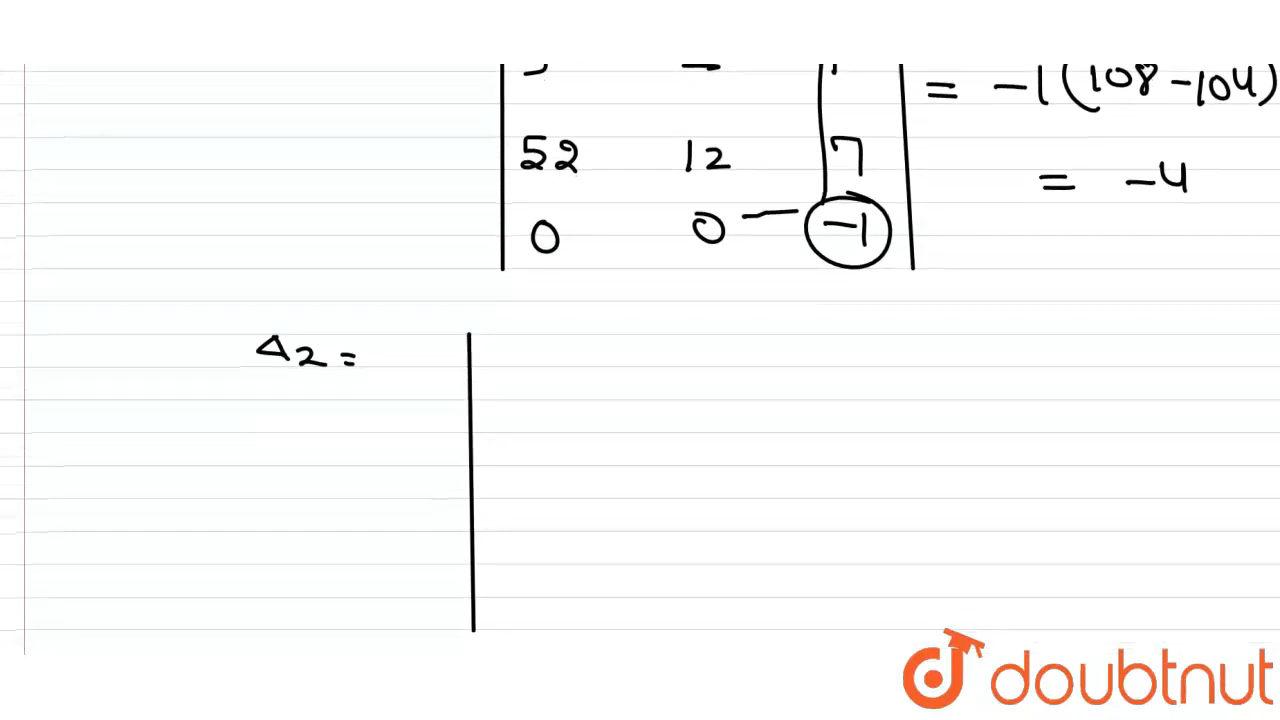 = -1(108-104)
52 12 7 = -4
0 0 -1
Δ2 =
doubtnut